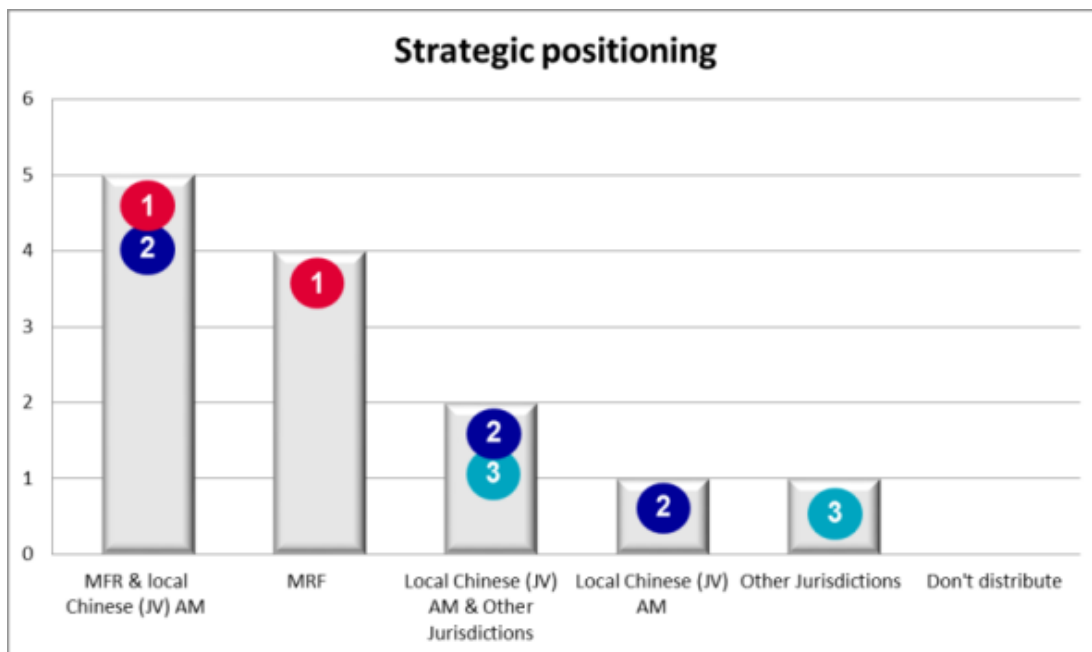 Strategic positioning
6
5
4
3
2
1
0
1
2
1
2
3
2
3
MFR & local
Chinese (JV) AM
MRF
Local Chinese (JV)
AM & Other
Jurisdictions
Local Chinese (JV)
AM
Other Jurisdictions
Don't distribute